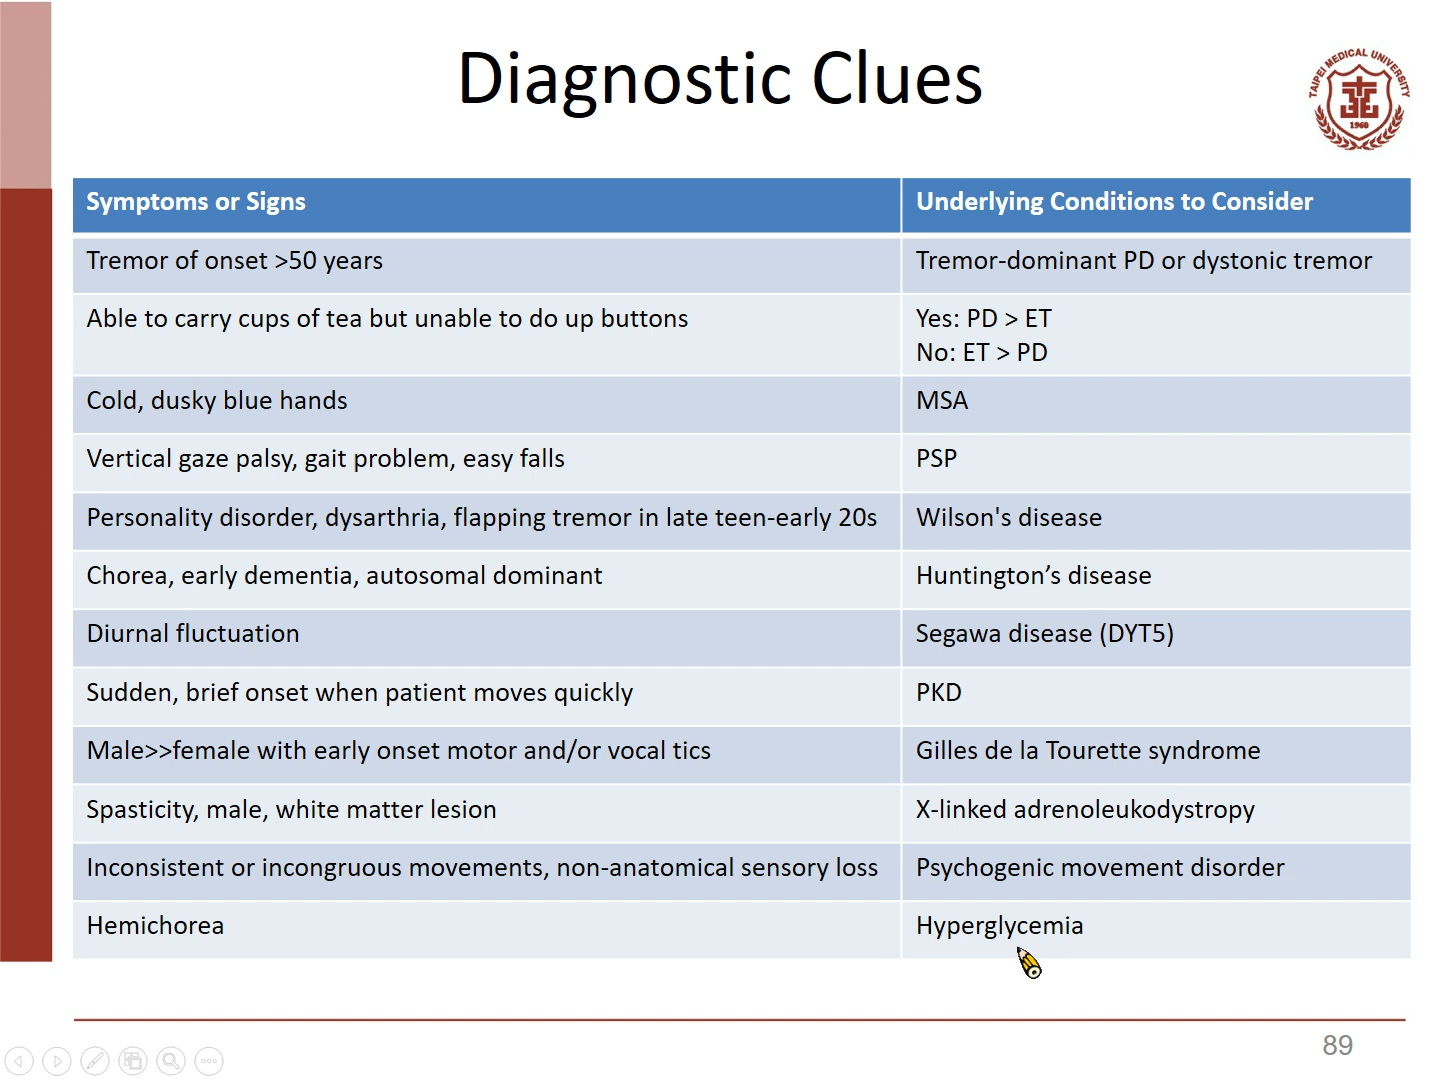 Diagnostic Clues
TAIPEI MEDICAL UNIVERSITY
1960
Symptoms or Signs
Underlying Conditions to Consider
Tremor of onset >50 years
Tremor-dominant PD or dystonic tremor
Able to carry cups of tea but unable to do up buttons
Yes: PD > ET
No: ET > PD
Cold, dusky blue hands
MSA
Vertical gaze palsy, gait problem, easy falls
PSP
Personality disorder, dysarthria, flapping tremor in late teen-early 20s
Wilson's disease
Chorea, early dementia, autosomal dominant
Huntington’s disease
Diurnal fluctuation
Segawa disease (DYT5)
Sudden, brief onset when patient moves quickly
PKD
Male>>female with early onset motor and/or vocal tics
Gilles de la Tourette syndrome
Spasticity, male, white matter lesion
X-linked adrenoleukodystropy
Inconsistent or incongruous movements, non-anatomical sensory loss
Psychogenic movement disorder
Hemichorea
Hyperglycemia
89